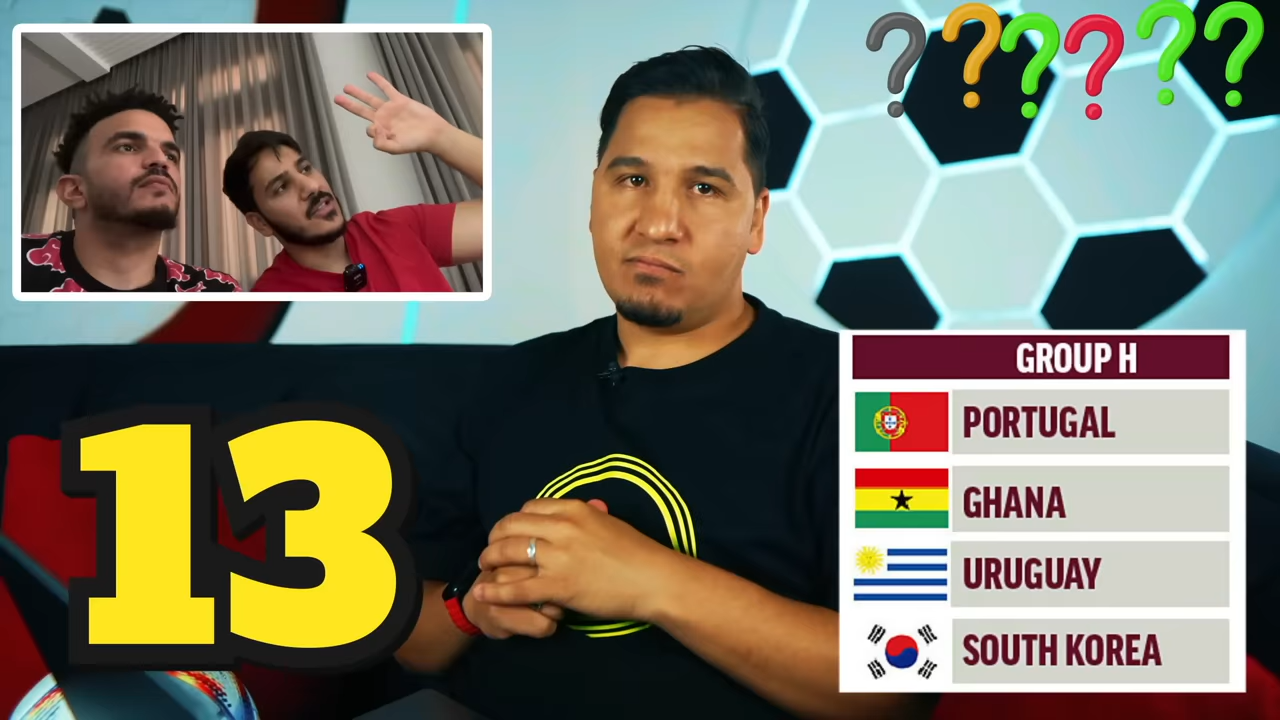 ??????
13
GROUP H
PORTUGAL
GHANA
URUGUAY
SOUTH KOREA